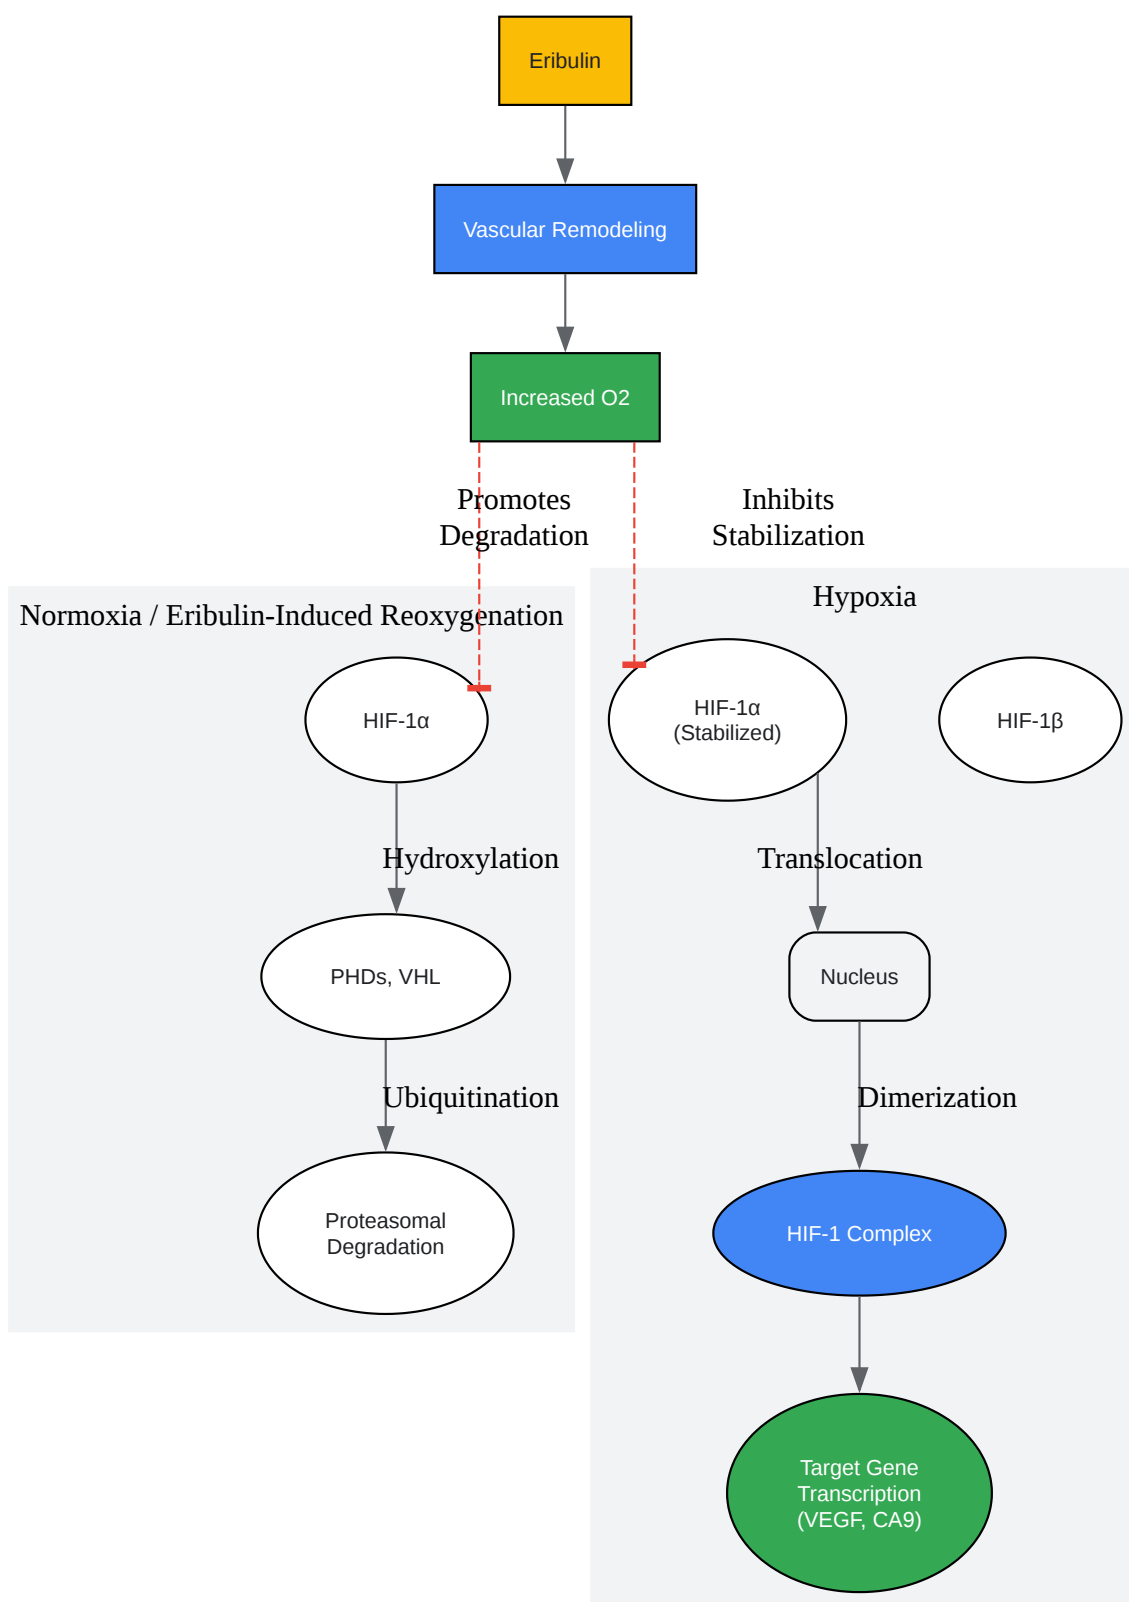 Eribulin
Vascular Remodeling
Increased O2
Promotes
Degradation
Inhibits
Stabilization
Normoxia / Eribulin-Induced Reoxygenation
HIF-1α
Hydroxylation
PHDs, VHL
Ubiquitination
Proteasomal
Degradation
Hypoxia
HIF-1α
(Stabilized)
HIF-1β
Translocation
Nucleus
Dimerization
HIF-1 Complex
Target Gene
Transcription
(VEGF, CA9)